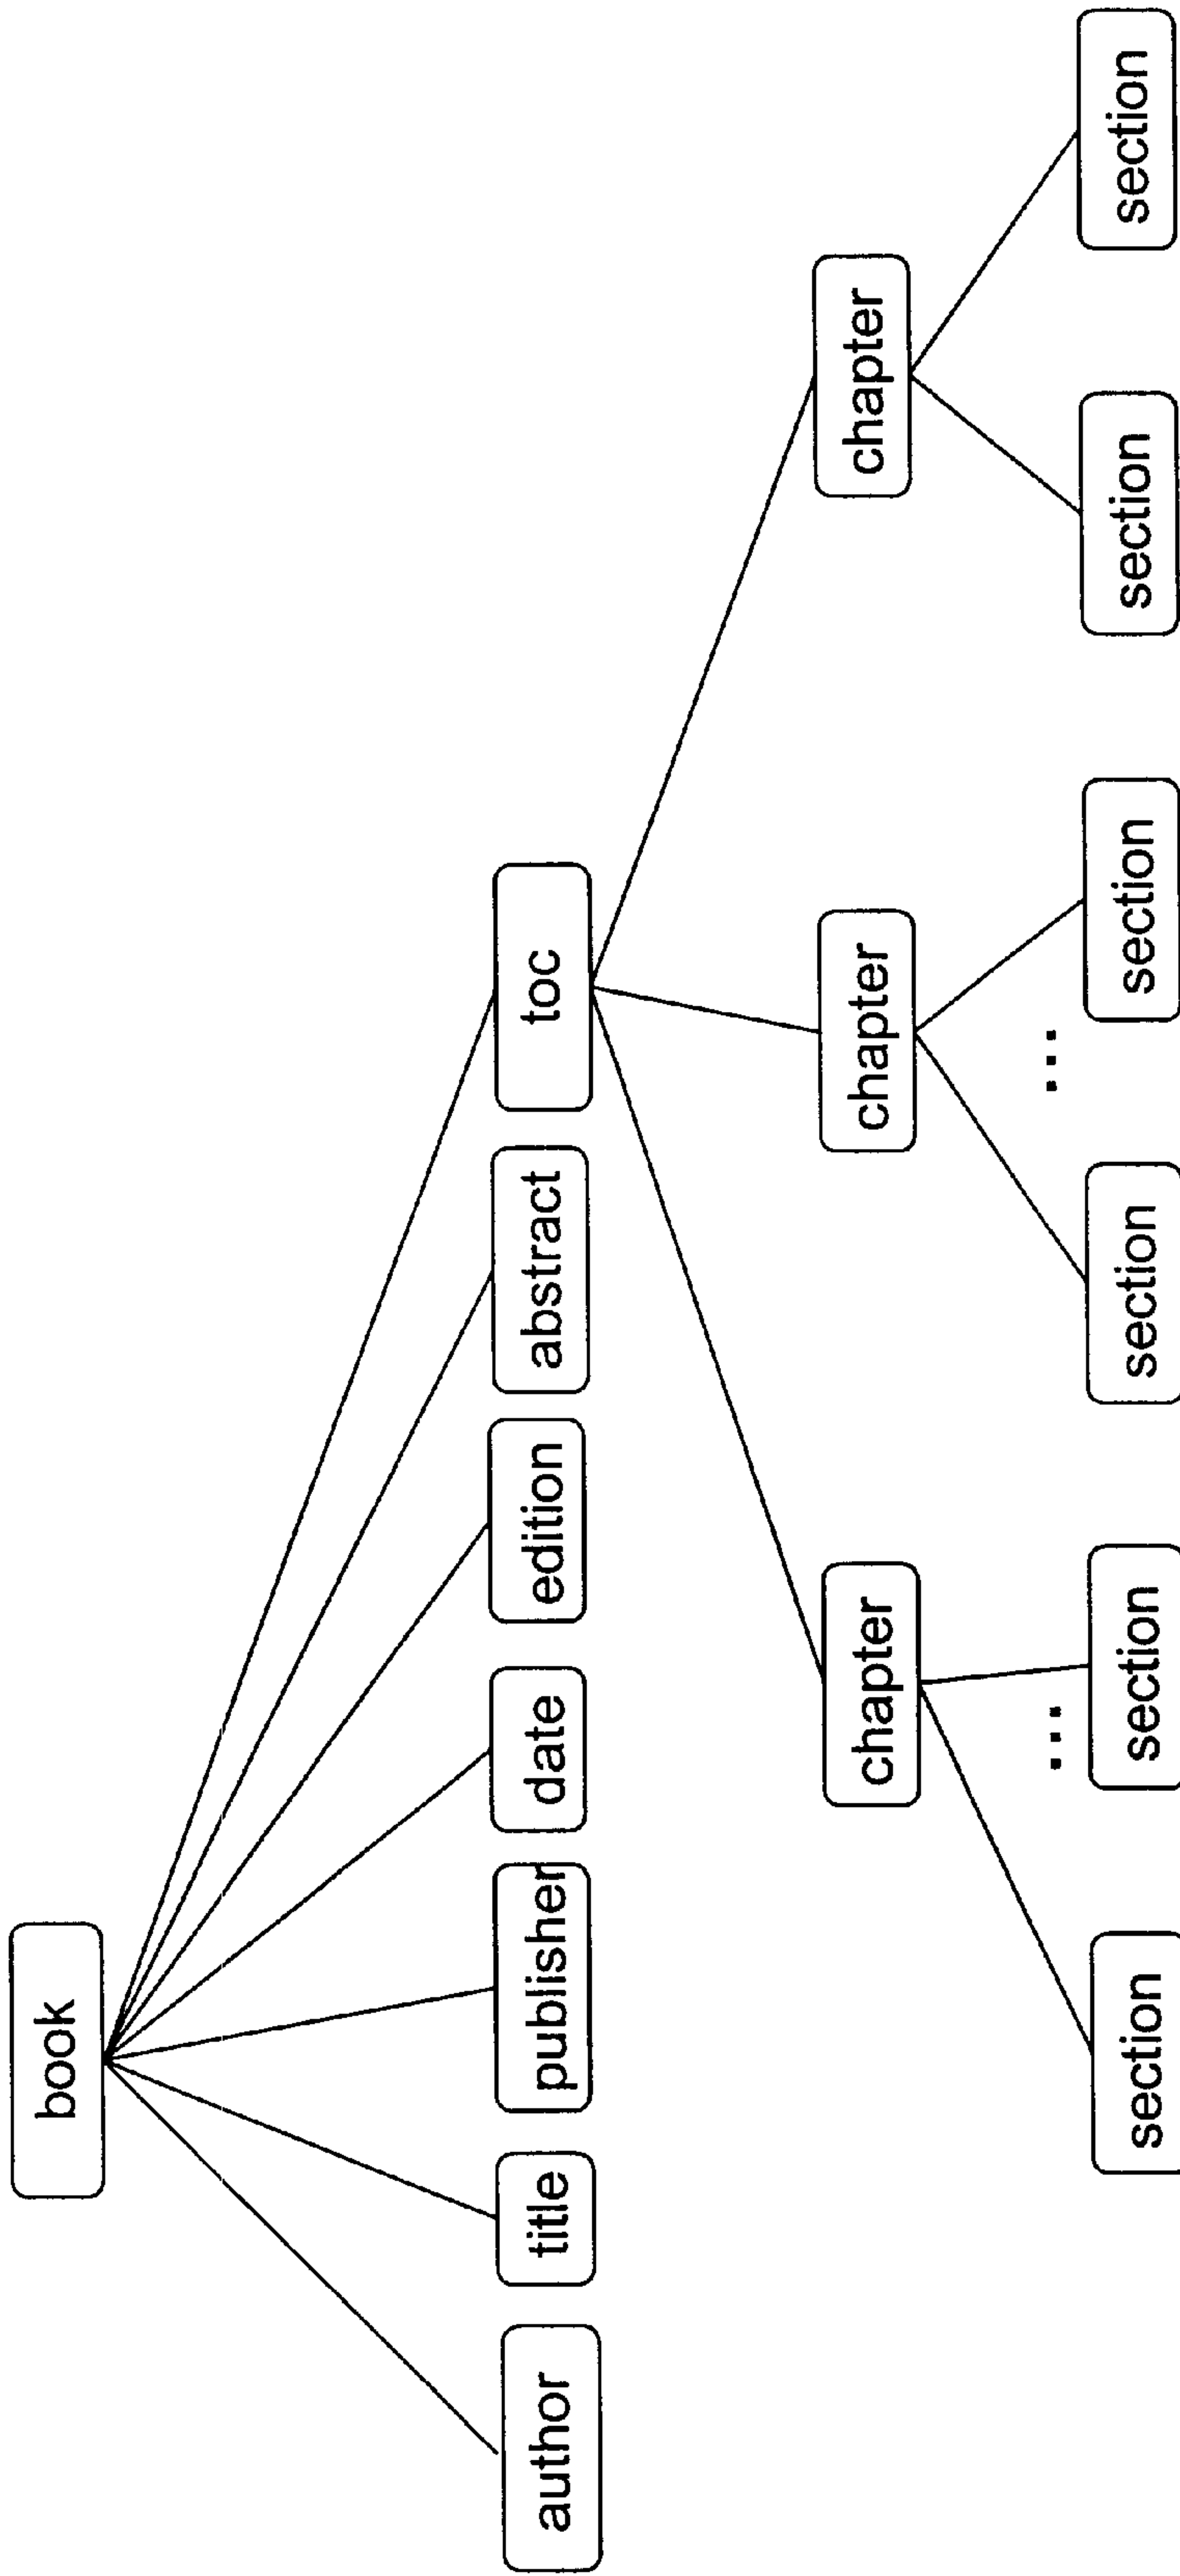 book
author
title
publisher
date
edition
abstract
toc
chapter
chapter
chapter
section
...
section
section
...
section
section
section